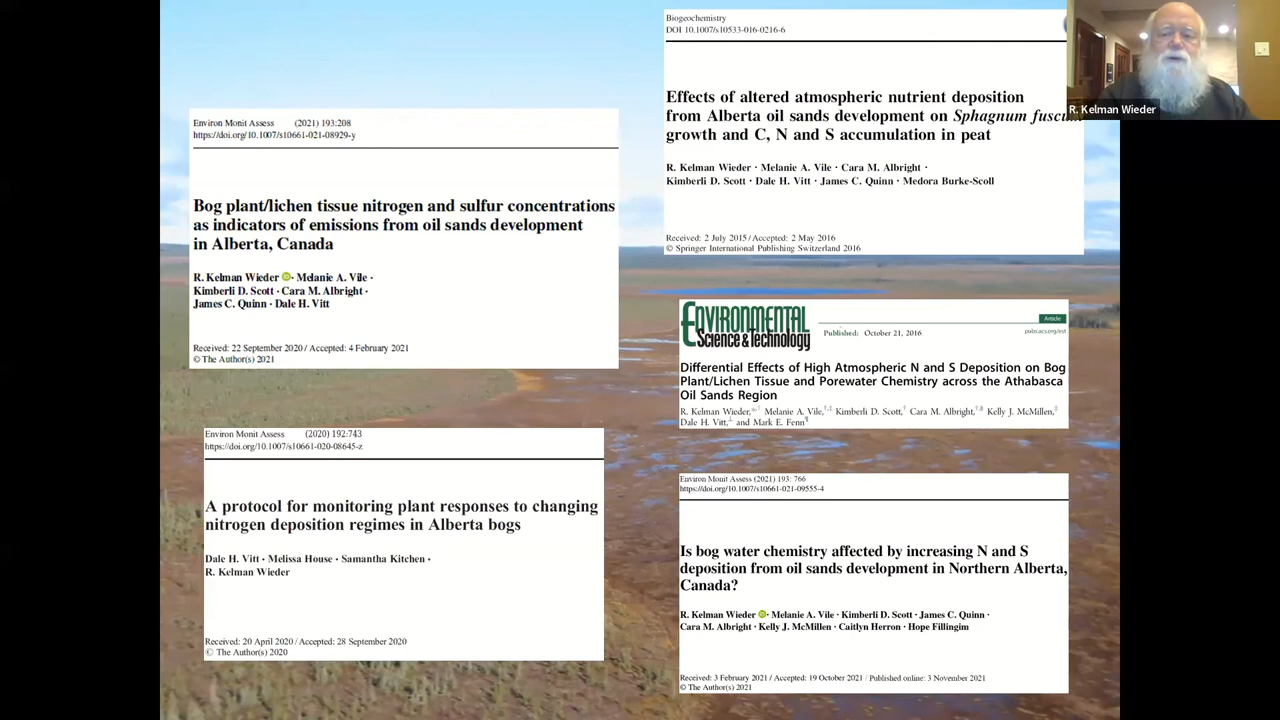 Environ Monit Assess (2021) 193:208
https://doi.org/10.1007/s10661-021-08929-y
Bog plant/lichen tissue nitrogen and sulfur concentrations
as indicators of emissions from oil sands development
in Alberta, Canada
R. Kelman Wieder · Melanie A. Vile ·
Kimberli D. Scott · Cara M. Albright ·
James C. Quinn · Dale H. Vitt
Received: 22 September 2020 / Accepted: 4 February 2021
© The Author(s) 2021
Environ Monit Assess (2020) 192:743
https://doi.org/10.1007/s10661-020-08645-z
A protocol for monitoring plant responses to changing
nitrogen deposition regimes in Alberta bogs
Dale H. Vitt · Melissa House · Samantha Kitchen ·
R. Kelman Wieder
Received: 20 April 2020 / Accepted: 28 September 2020
© The Author(s) 2020
Biogeochemistry
DOI 10.1007/s10533-016-0216-6
Effects of altered atmospheric nutrient deposition
from Alberta oil sands development on Sphagnum fuscu
growth and C, N and S accumulation in peat
R. Kelman Wieder · Melanie A. Vile · Cara M. Albright ·
Kimberli D. Scott · Dale H. Vitt · James C. Quinn · Medora Burke-Scoll
Received: 2 July 2015 / Accepted: 2 May 2016
© Springer International Publishing Switzerland 2016
R. Kelman Wieder
ENVIRONMENTAL
Science & Technology
Article
Published: October 21, 2016
pubs.acs.org/est
Differential Effects of High Atmospheric N and S Deposition on Bog
Plant/Lichen Tissue and Porewater Chemistry across the Athabasca
Oil Sands Region
R. Kelman Wieder, Melanie A. Vile, Kimberli D. Scott, Cara M. Albright, Kelly J. McMillen,
Dale H. Vitt, and Mark E. Fenn
Environ Monit Assess (2021) 193: 766
https://doi.org/10.1007/s10661-021-09555-4
Is bog water chemistry affected by increasing N and S
deposition from oil sands development in Northern Alberta,
Canada?
R. Kelman Wieder · Melanie A. Vile · Kimberli D. Scott · James C. Quinn ·
Cara M. Albright · Kelly J. McMillen · Caitlyn Herron · Hope Fillingim
Received: 3 February 2021 / Accepted: 19 October 2021 / Published online: 3 November 2021
© The Author(s) 2021